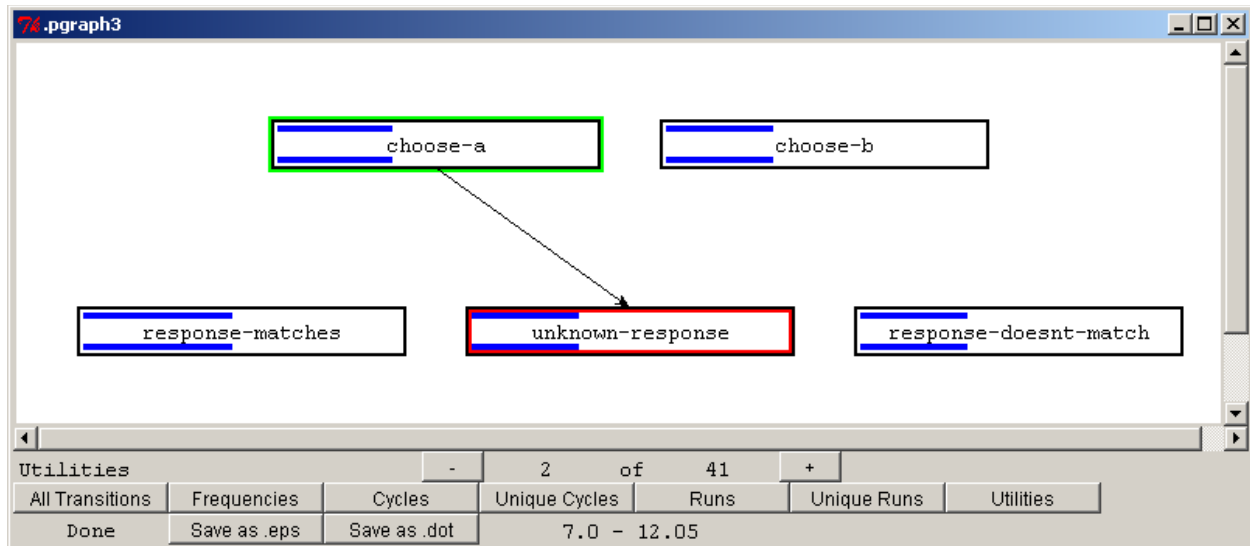 .pgraph3
choose-a choose-b
response-matches unknown-response response-doesnt-match
Utilities - 2 of 41 +
All Transitions Frequencies Cycles Unique Cycles Runs Unique Runs Utilities
Done Save as .eps Save as .dot 7.0 - 12.05